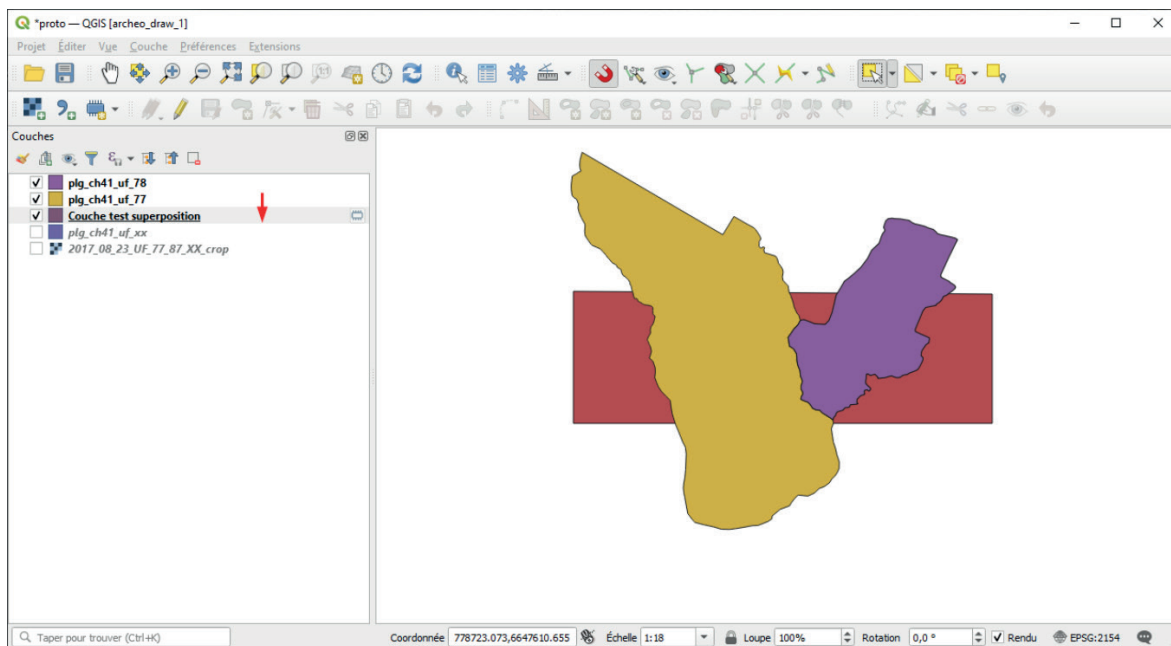 *proto — QGIS [archeo_draw_1]
Projet Éditer Vue Couche Préférences Extensions
Couches
plg_ch41_uf_78
plg_ch41_uf_77
Couche test superposition
plg_ch41_uf_xx
2017_08_23_UF_77_87_XX_crop
Taper pour trouver (Ctrl+K) Coordonnée 778723.073,6647610.655 Échelle 1:18 Loupe 100% Rotation 0,0 ° Rendu EPSG:2154